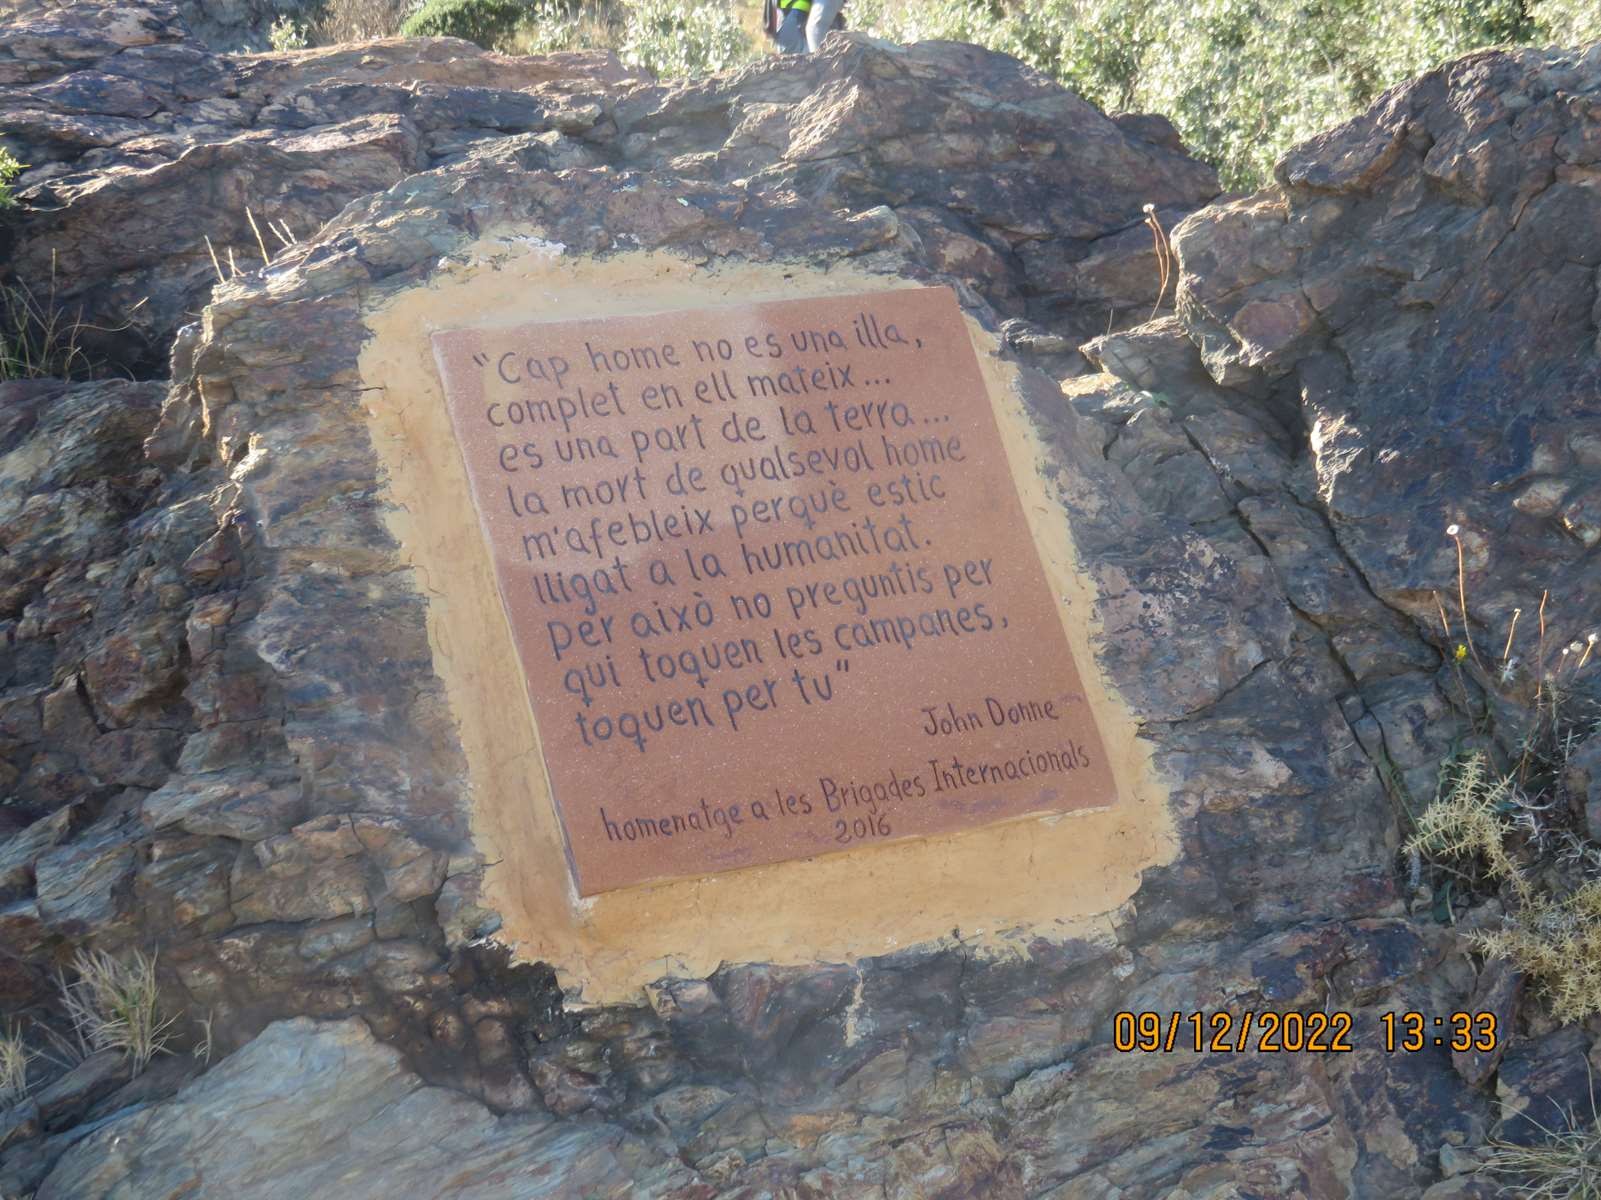 "Cap home no es una illa,
complet en ell mateix...
es una part de la terra...
la mort de qualsevol home
m'afebleix perquè estic
lligat a la humanitat.
per això no preguntis per
qui toquen les campanes,
toquen per tu"
John Donne
homenatge a les Brigades Internacionals
2016
09/12/2022 13:33